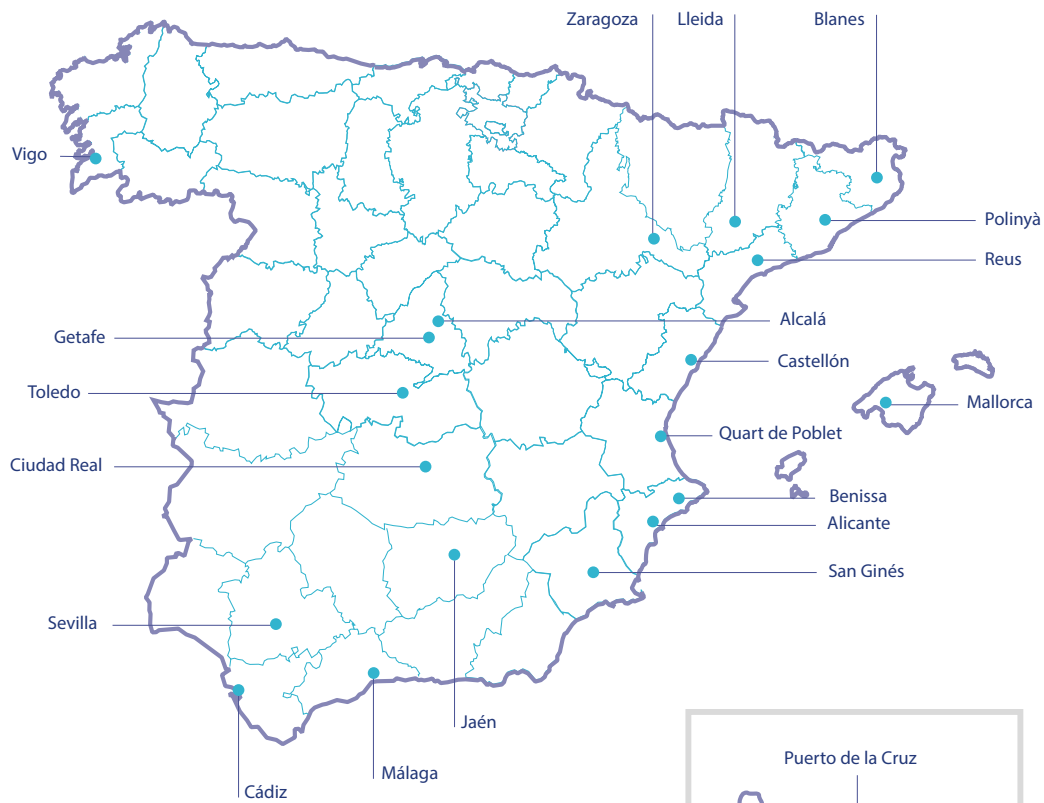 Zaragoza
Lleida
Blanes
Vigo
Polinyà
Reus
Alcalá
Getafe
Castellón
Toledo
Mallorca
Quart de Poblet
Ciudad Real
Benissa
Alicante
San Ginés
Sevilla
Jaén
Puerto de la Cruz
Málaga
Cádiz